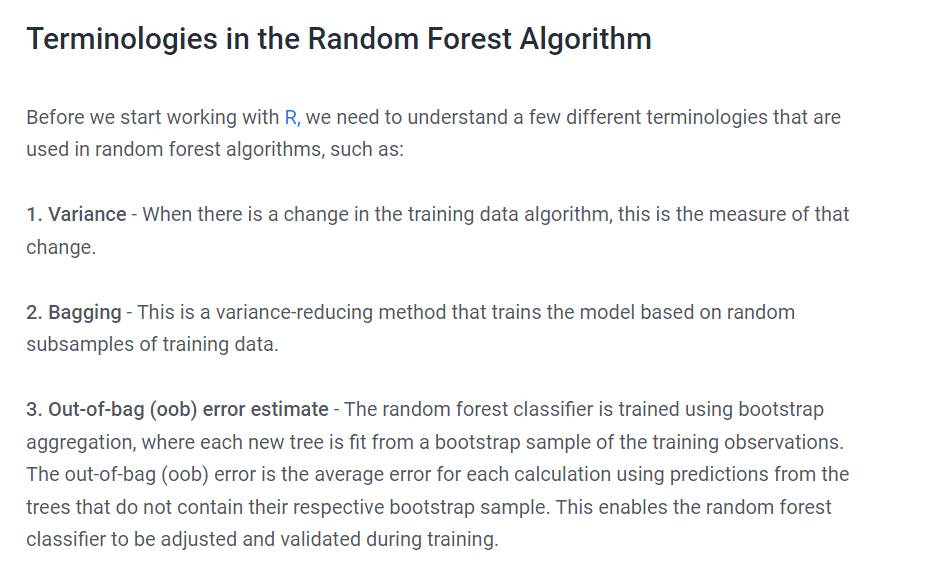 Terminologies in the Random Forest Algorithm
Before we start working with R, we need to understand a few different terminologies that are
used in random forest algorithms, such as:
1. Variance - When there is a change in the training data algorithm, this is the measure of that
change.
2. Bagging - This is a variance-reducing method that trains the model based on random
subsamples of training data.
3. Out-of-bag (oob) error estimate - The random forest classifier is trained using bootstrap
aggregation, where each new tree is fit from a bootstrap sample of the training observations.
The out-of-bag (oob) error is the average error for each calculation using predictions from the
trees that do not contain their respective bootstrap sample. This enables the random forest
classifier to be adjusted and validated during training.